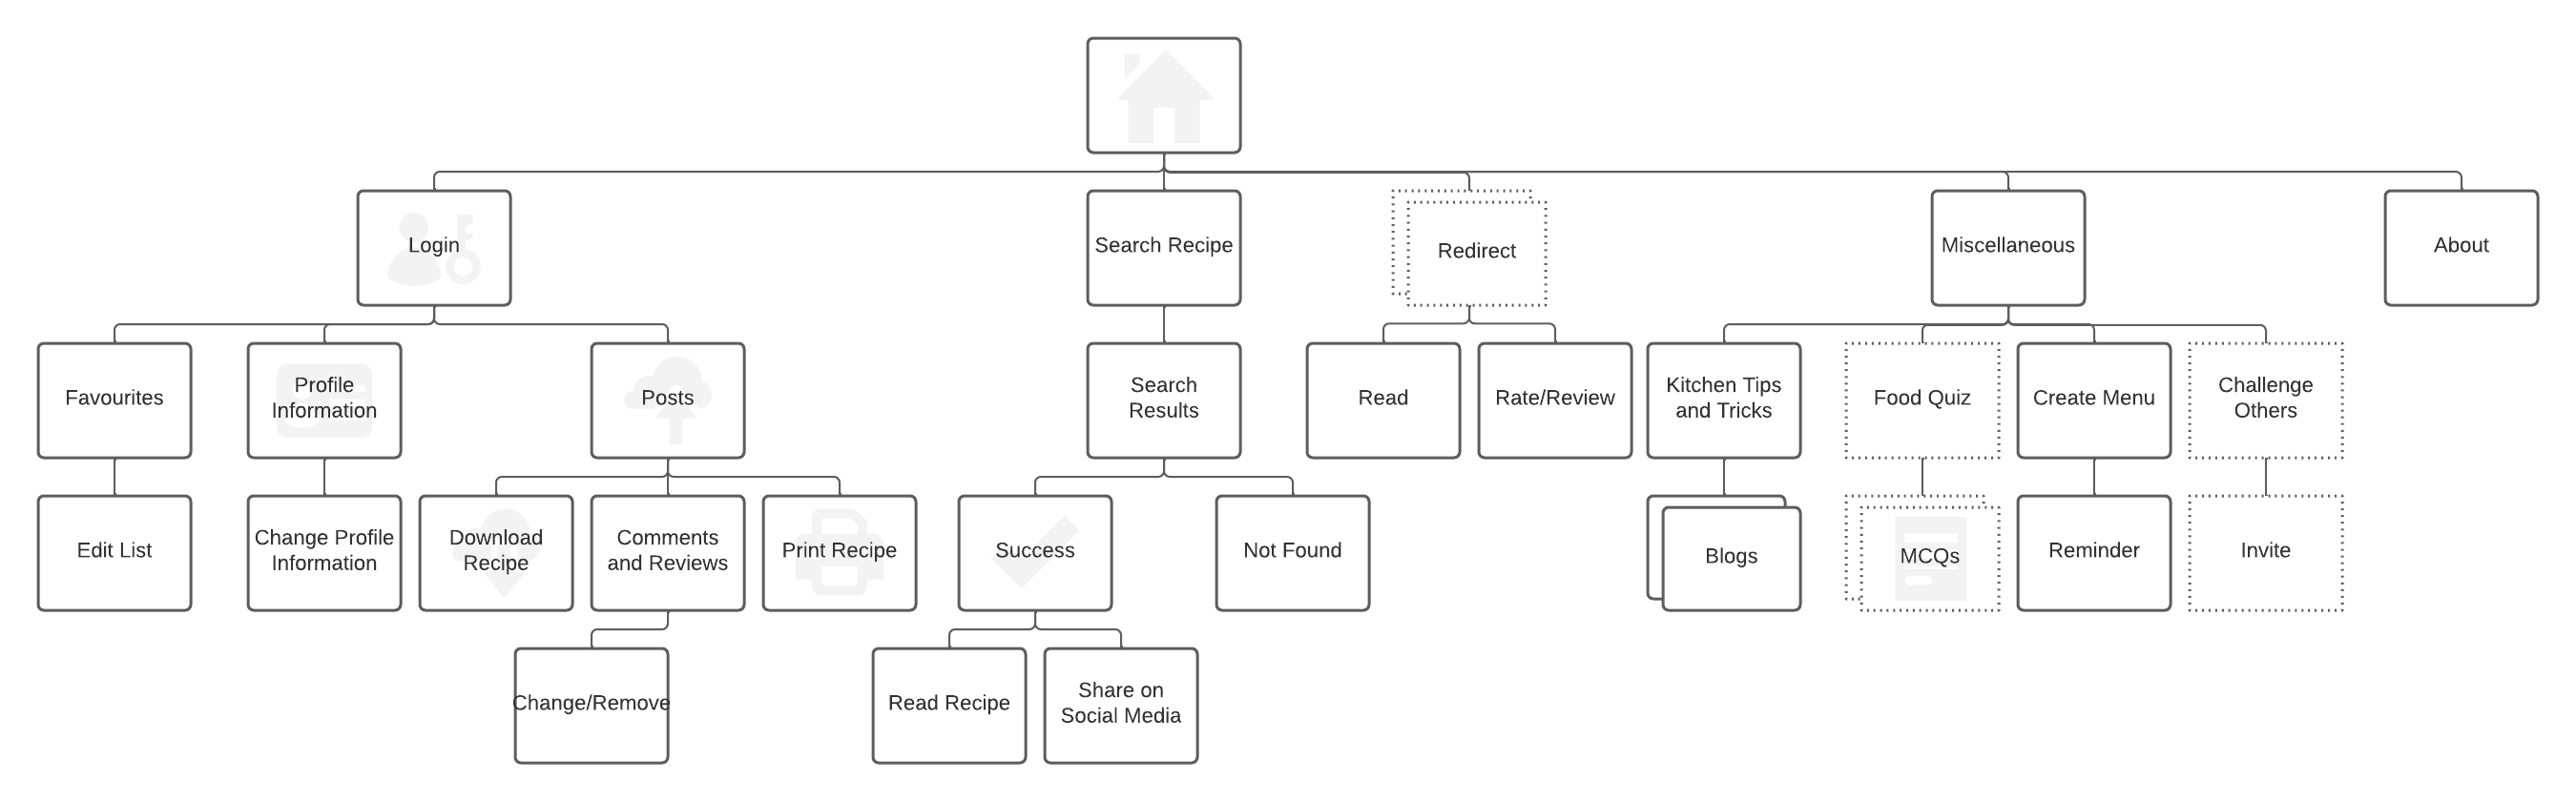 Login
Search Recipe
Redirect
Miscellaneous
About
Favourites
Profile
Information
Posts
Search
Results
Read
Rate/Review
Kitchen Tips
and Tricks
Food Quiz
Create Menu
Challenge
Others
Edit List
Change Profile
Information
Download
Recipe
Comments
and Reviews
Print Recipe
Success
Not Found
Blogs
MCQs
Reminder
Invite
Change/Remove
Read Recipe
Share on
Social Media